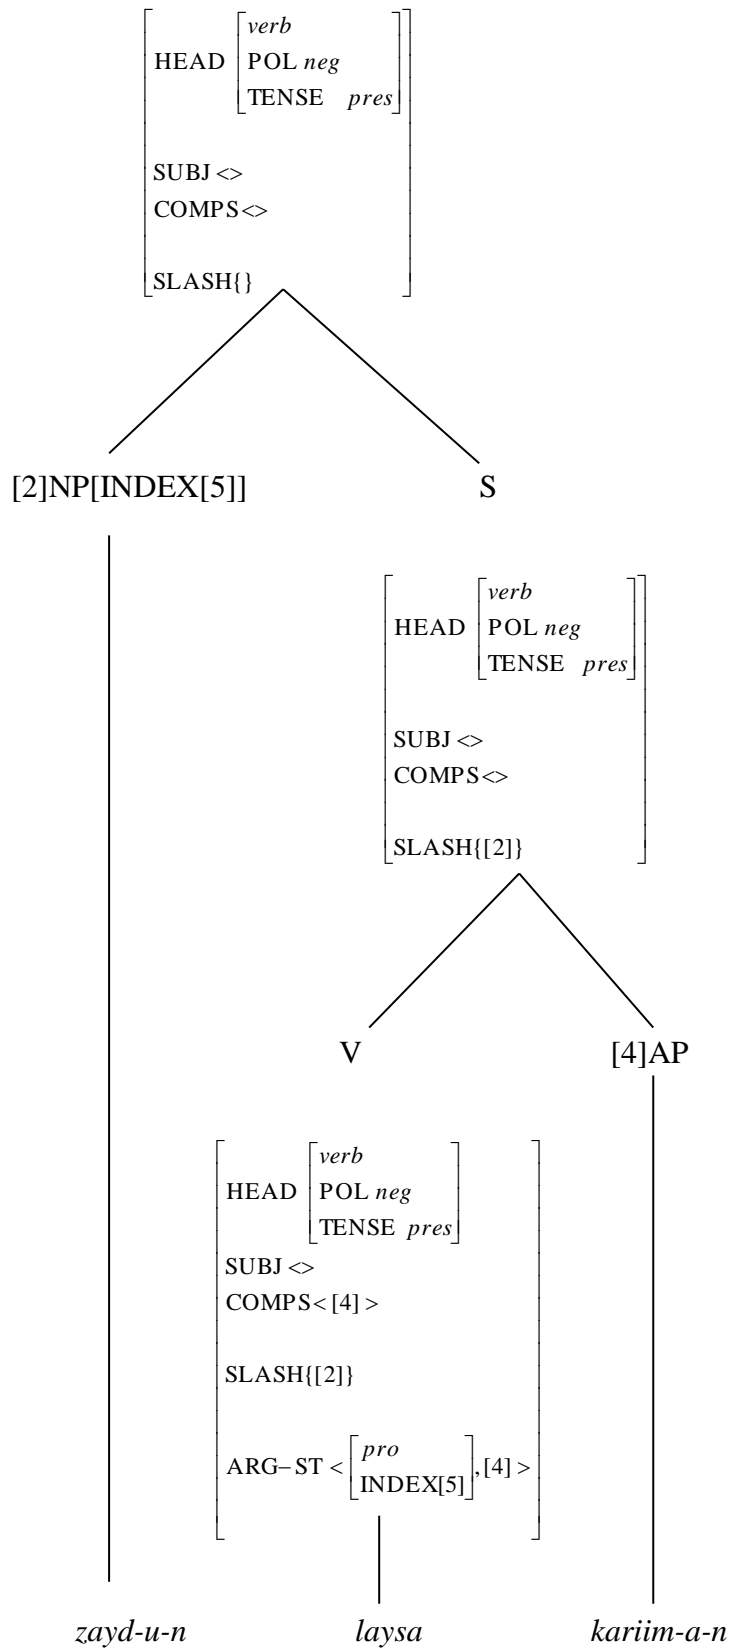 verb
HEAD POL neg
TENSE pres
SUBJ <>
COMPS<>
SLASH{}
[2]NP[INDEX[5]] S
verb
HEAD POL neg
TENSE pres
SUBJ <>
COMPS<>
SLASH{[2]}
V [4]AP
verb
HEAD POL neg
TENSE pres
SUBJ <>
COMPS< [4] >
SLASH{[2]}
pro
ARG–ST < , [4] >
INDEX[5]
zayd-u-n laysa kariim-a-n